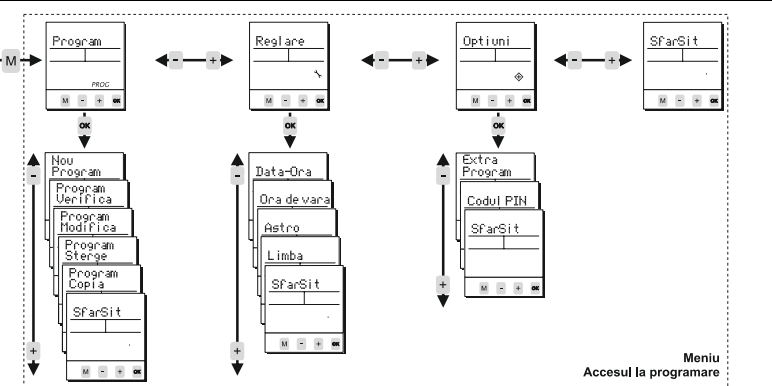 M
Program
PROG
M - + OK
- +
Reglare
M - + OK
- +
Optiuni
M - + OK
- +
SfarSit
M - + OK
OK
OK
OK
-
Nou
Program
Program
Verifica
Program
Modifica
Program
Sterge
Program
Copia
SfarSit
M - + OK
+
-
Data-Ora
Ora de vara
Astro
Limba
SfarSit
M - + OK
+
-
Extra
Program
Codul PIN
SfarSit
M - + OK
+
Meniu
Accesul la programare